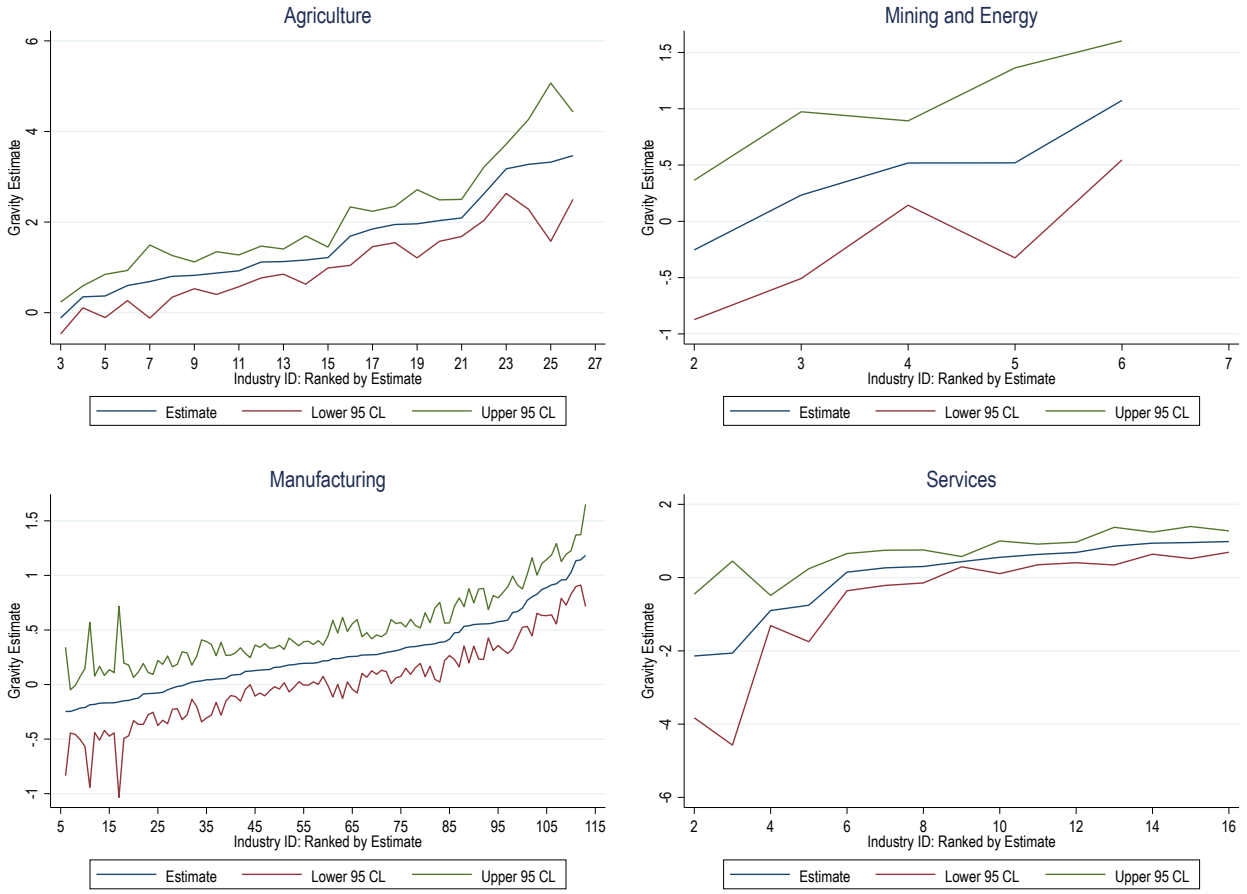 Agriculture
Gravity Estimate
6
4
2
0
3 5 7 9 11 13 15 17 19 21 23 25 27
Industry ID: Ranked by Estimate
Estimate Lower 95 CL Upper 95 CL
Mining and Energy
Gravity Estimate
1.5
1
.5
0
-.5
-1
2 3 4 5 6 7
Industry ID: Ranked by Estimate
Estimate Lower 95 CL Upper 95 CL
Manufacturing
Gravity Estimate
1.5
1
.5
0
-.5
-1
5 15 25 35 45 55 65 75 85 95 105 115
Industry ID: Ranked by Estimate
Estimate Lower 95 CL Upper 95 CL
Services
Gravity Estimate
2
0
-2
-4
-6
2 4 6 8 10 12 14 16
Industry ID: Ranked by Estimate
Estimate Lower 95 CL Upper 95 CL